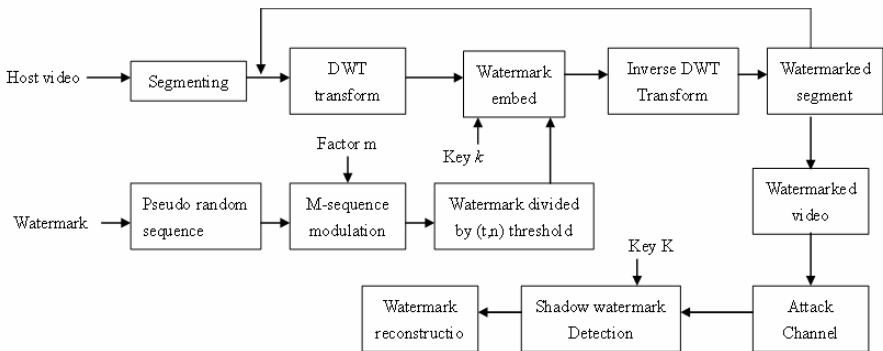 Host video
Segmenting
DWT
transform
Watermark
embed
Inverse DWT
Transform
Watermarked
segment
Factor m
Key k
Watermark
Pseudo random
sequence
M-sequence
modulation
Watermark divided
by (t,n) threshold
Watermarked
video
Key K
Watermark
reconstructio
Shadow watermark
Detection
Attack
Channel